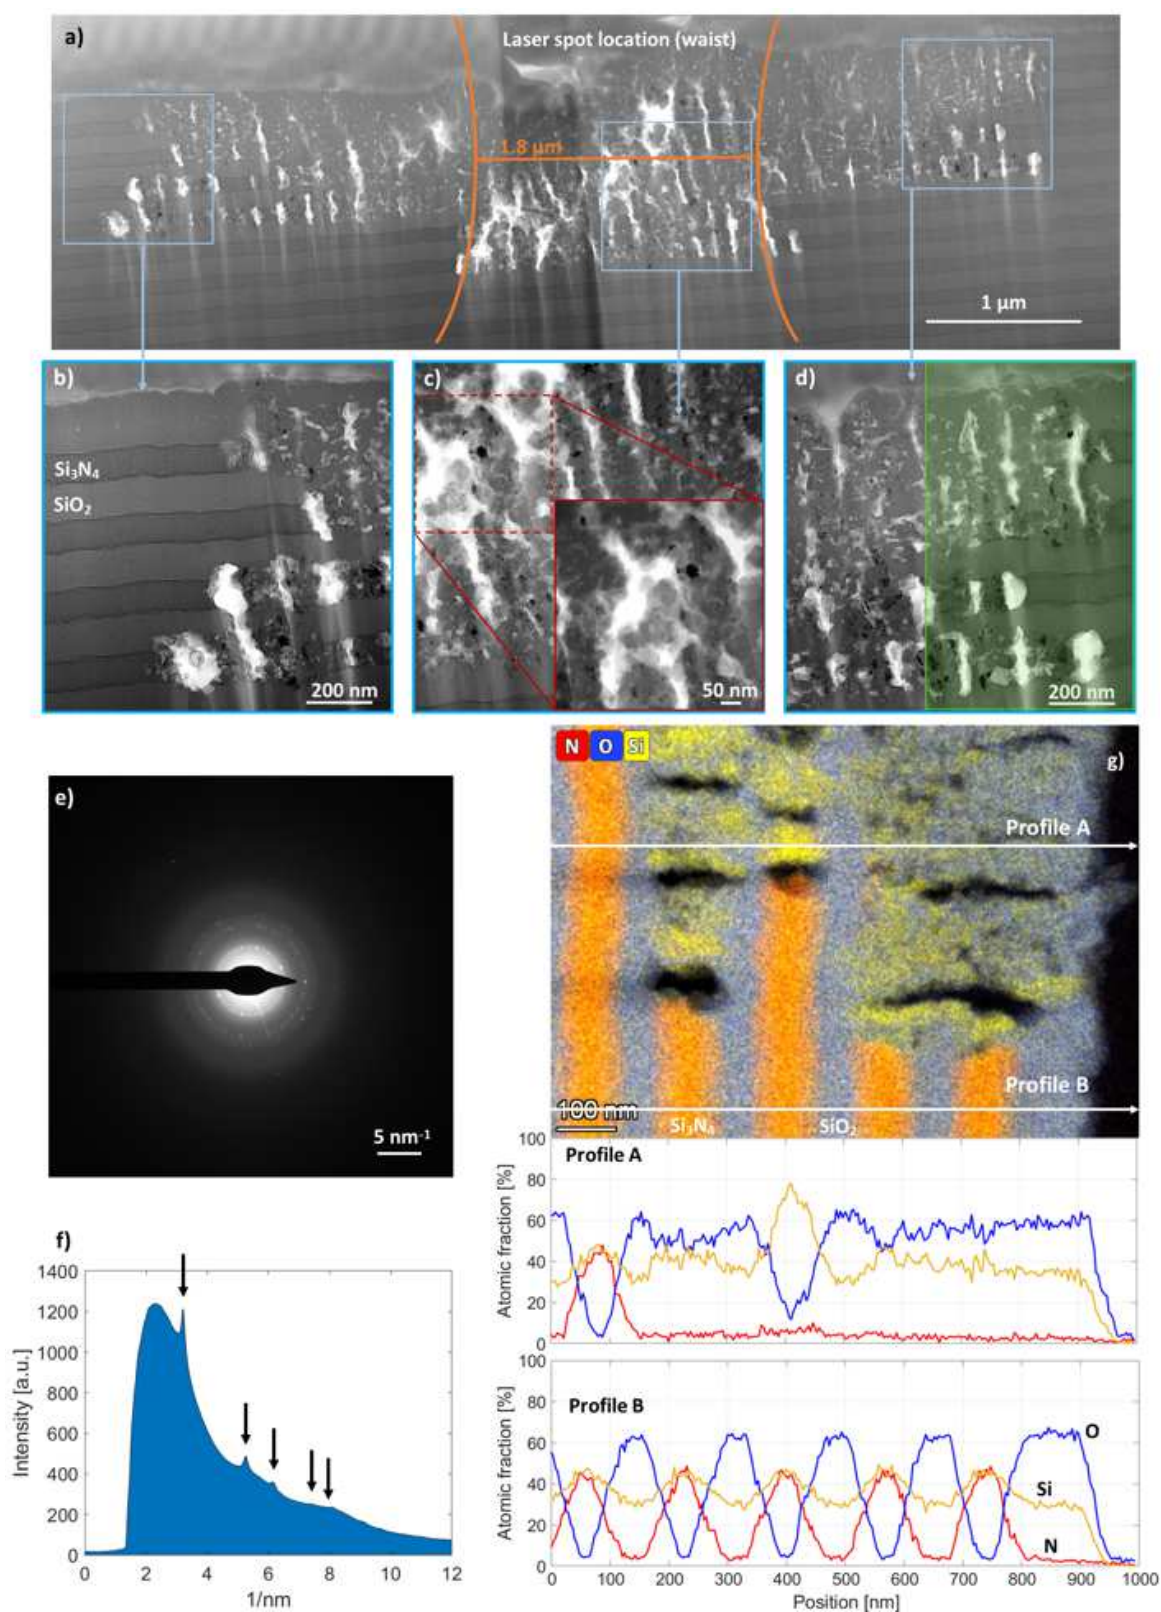 a)
Laser spot location (waist)
1.8 µm
1 µm
b)
Si₃N₄
SiO₂
200 nm
c)
50 nm
d)
200 nm
e)
5 nm⁻¹
N O Si
g)
Profile A
Profile B
100 nm
Si₃N₄
SiO₂
f)
Intensity [a.u.]
1400
1200
1000
800
600
400
200
0
0 2 4 6 8 10 12
1/nm
Profile A
Atomic fraction [%]
100
80
60
40
20
0
Profile B
Atomic fraction [%]
100
80
60
40
20
0
O
Si
N
0 100 200 300 400 500 600 700 800 900 1000
Position [nm]